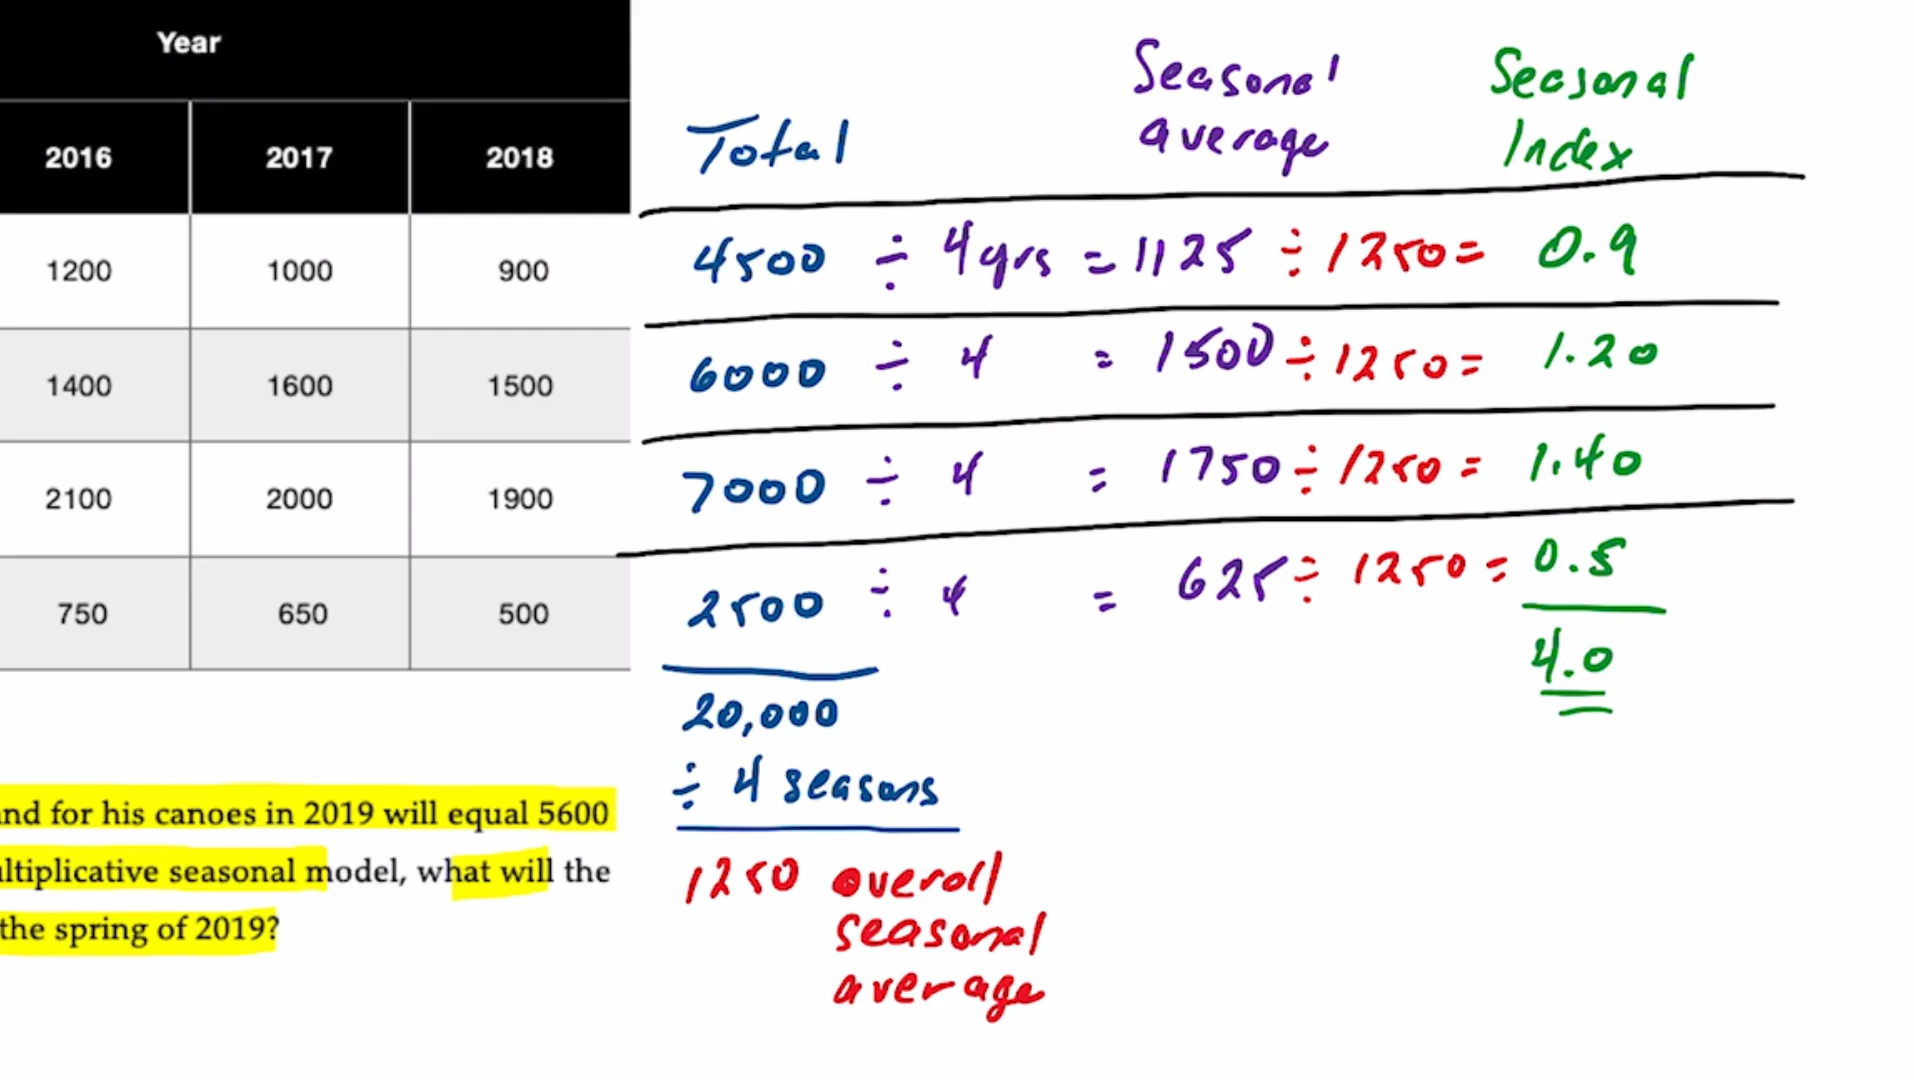 Year
2016 2017 2018
1200 1000 900
1400 1600 1500
2100 2000 1900
750 650 500
Total Seasonal average Seasonal Index
4500 ÷ 4 yrs = 1125 ÷ 1250 = 0.9
6000 ÷ 4 = 1500 ÷ 1250 = 1.20
7000 ÷ 4 = 1750 ÷ 1250 = 1.40
2500 ÷ 4 = 625 ÷ 1250 = 0.5
4.0
20,000
÷ 4 seasons
1250 overall
seasonal
average
and for his canoes in 2019 will equal 5600
ltiplicative seasonal model, what will the
the spring of 2019?